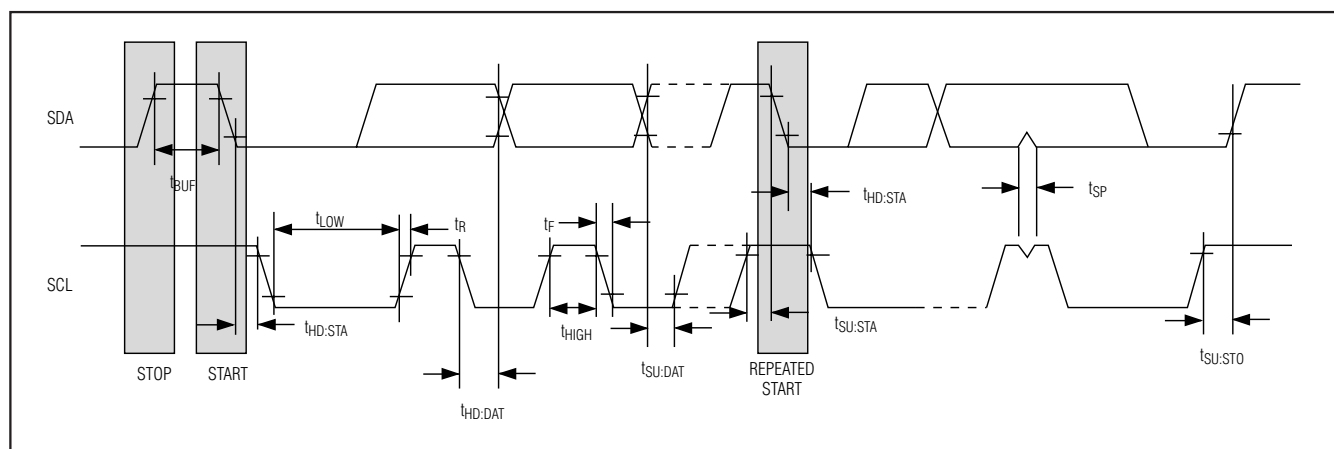 SDA
tBUF
tHD:STA
tSP
tLOW
tR
tF
SCL
tHD:STA
tHIGH
tSU:STA
tSU:DAT
tSU:STO
STOP
START
REPEATED
START
tHD:DAT